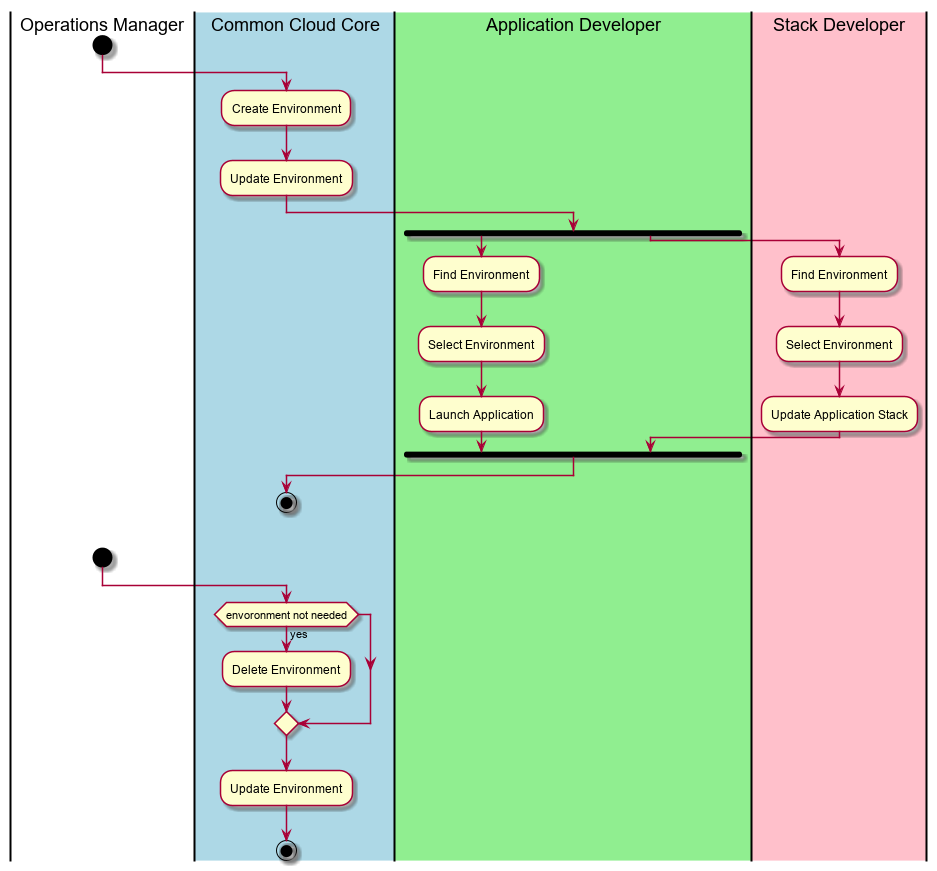 Operations Manager
Common Cloud Core
Application Developer
Stack Developer
Create Environment
Update Environment
Find Environment
Find Environment
Select Environment
Select Environment
Launch Application
Update Application Stack
envoronment not needed
yes
Delete Environment
Update Environment